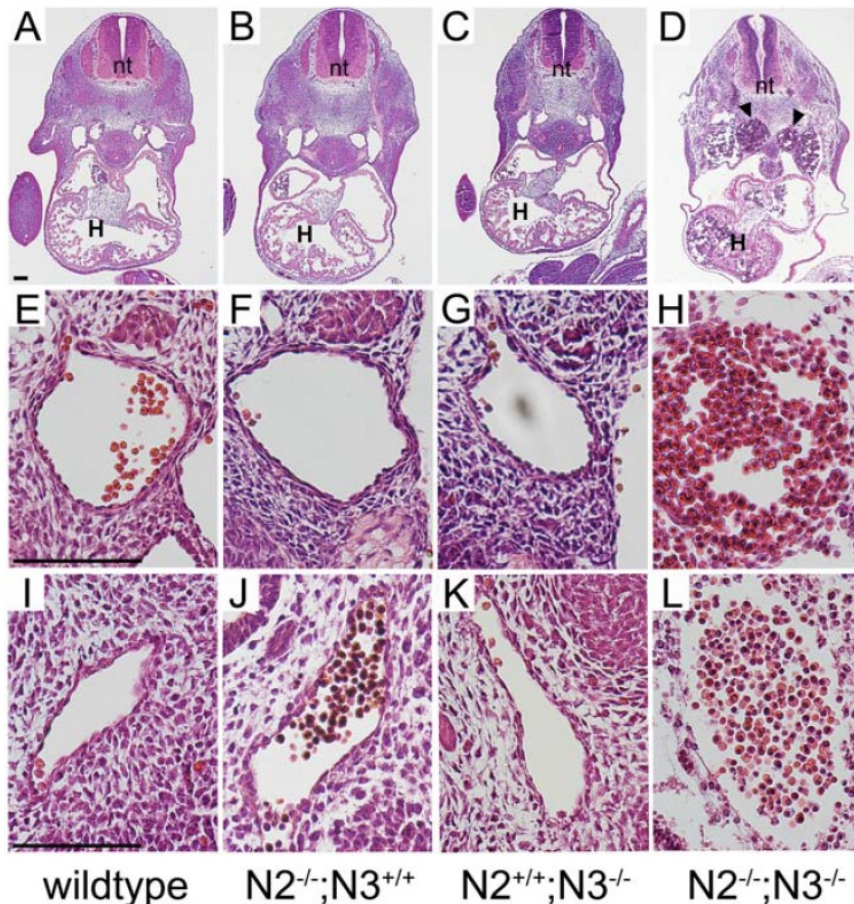 A B C D
nt nt nt nt
H H H H
E F G H
I J K L
wildtype N2-/-;N3+/+ N2+/+;N3-/- N2-/-;N3-/-